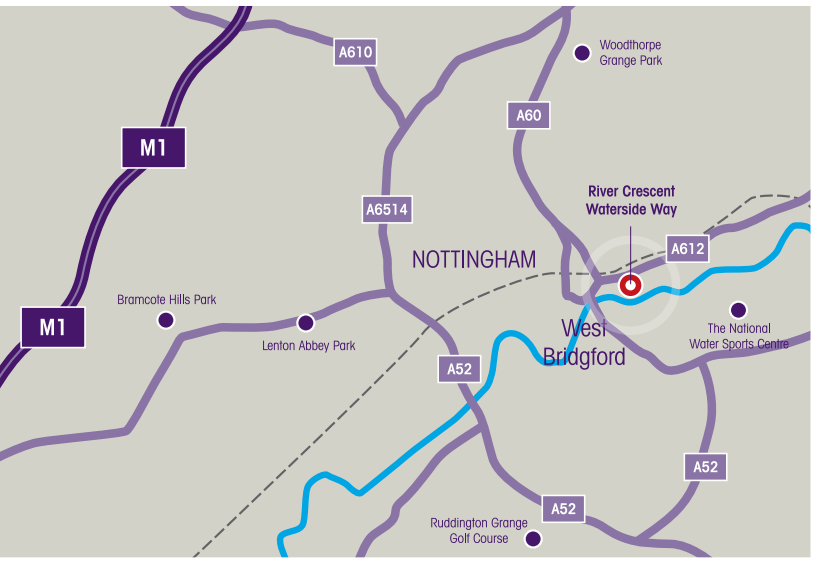 A610
Woodthorpe
Grange Park
A60
M1
River Crescent
Waterside Way
A6514
A612
NOTTINGHAM
Bramcote Hills Park
M1
Lenton Abbey Park
West
Bridgford
The National
Water Sports Centre
A52
A52
A52
Ruddington Grange
Golf Course